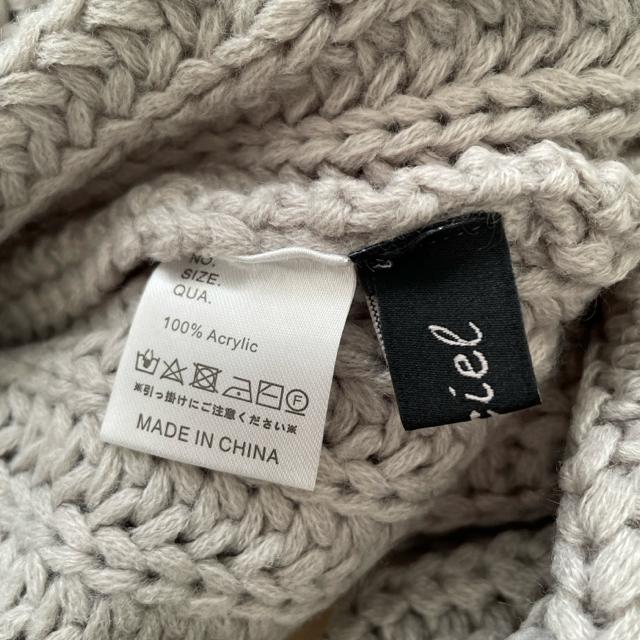 NO.
SIZE:
QUA.
100% Acrylic
※引っ掛けにご注意ください※
MADE IN CHINA